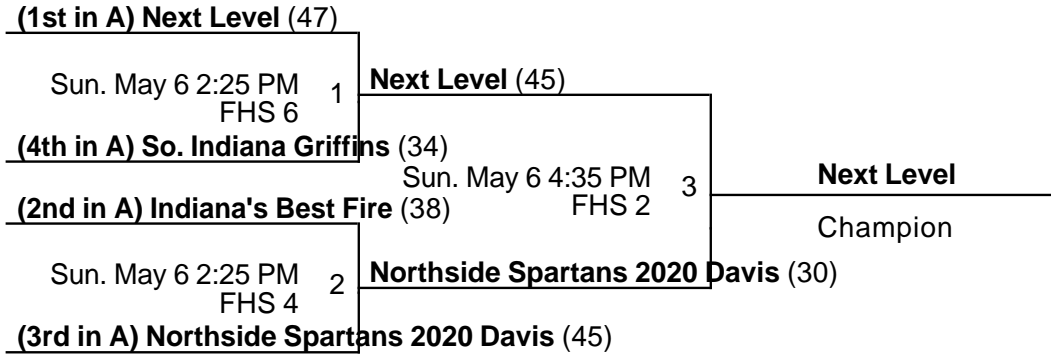 (1st in A) Next Level (47)
Sun. May 6 2:25 PM
FHS 6
1
Next Level (45)
(4th in A) So. Indiana Griffins (34)
Sun. May 6 4:35 PM
FHS 2
3
Next Level
Champion
(2nd in A) Indiana's Best Fire (38)
Sun. May 6 2:25 PM
FHS 4
2
Northside Spartans 2020 Davis (30)
(3rd in A) Northside Spartans 2020 Davis (45)